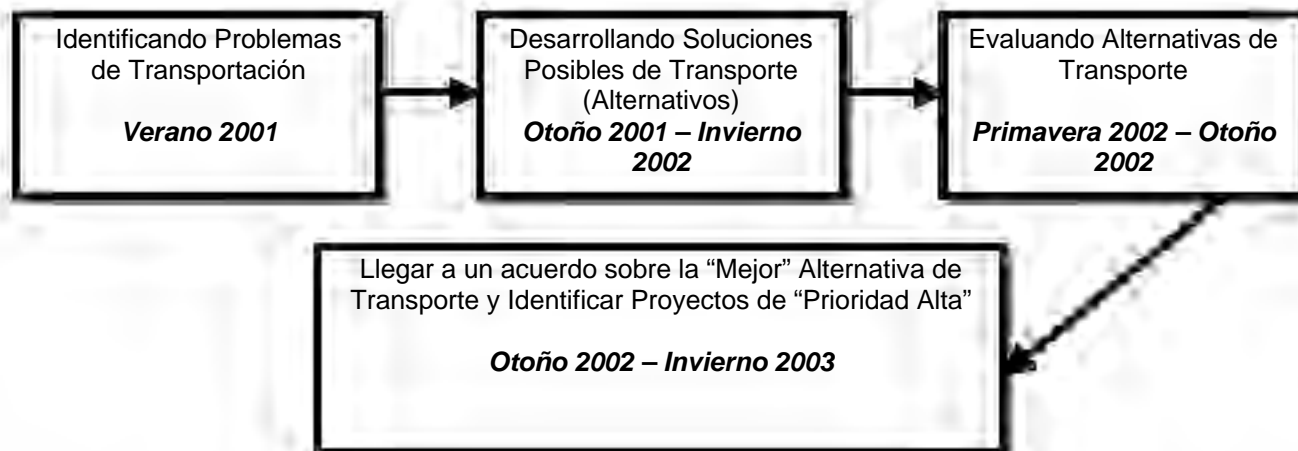 Identificando Problemas
de Transportación
Verano 2001
Desarrollando Soluciones
Posibles de Transporte
(Alternativos)
Otoño 2001 – Invierno
2002
Evaluando Alternativas de
Transporte
Primavera 2002 – Otoño
2002
Llegar a un acuerdo sobre la “Mejor” Alternativa de
Transporte y Identificar Proyectos de “Prioridad Alta”
Otoño 2002 – Invierno 2003